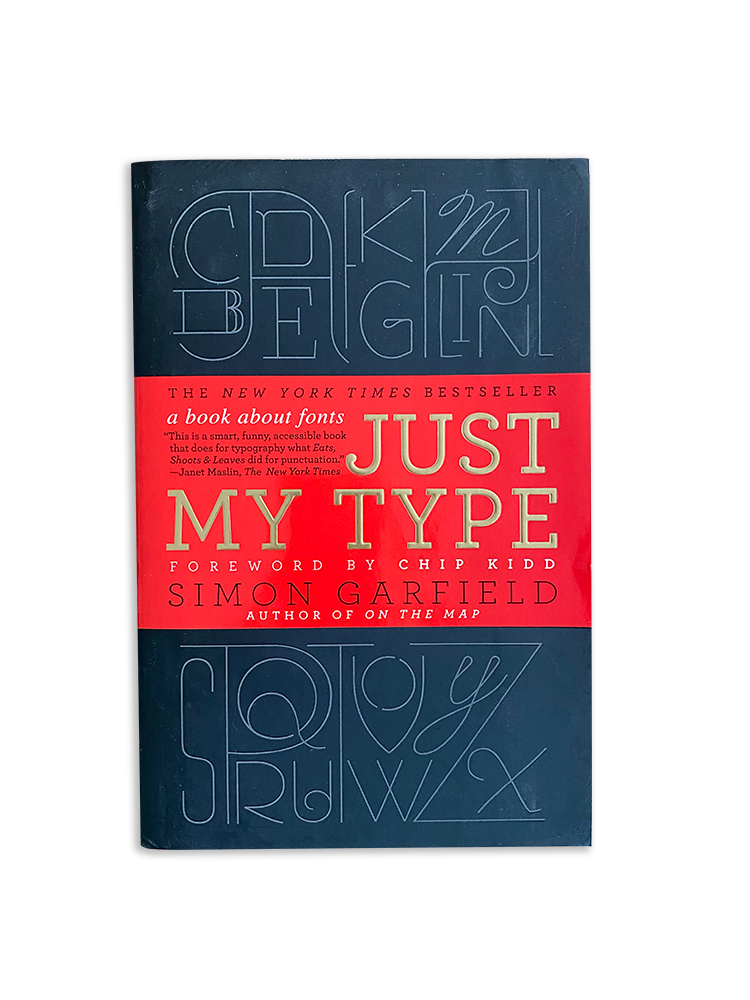 THE NEW YORK TIMES BESTSELLER
a book about fonts
“This is a smart, funny, accessible book
that does for typography what Eats,
Shoots & Leaves did for punctuation.”
—Janet Maslin, The New York Times
JUST
MY TYPE
FOREWORD BY CHIP KIDD
SIMON GARFIELD
AUTHOR OF ON THE MAP